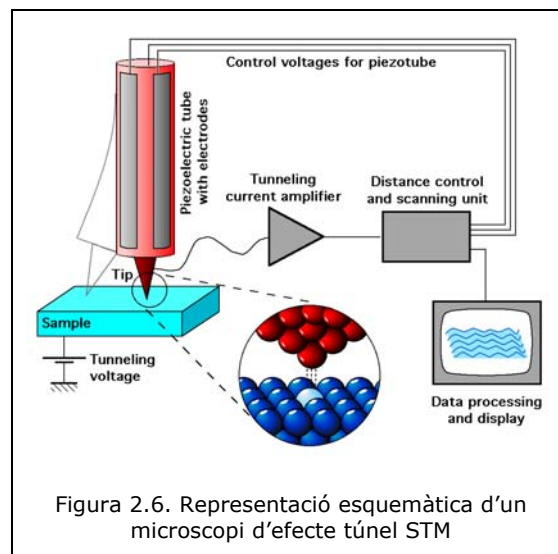 Control voltages for piezotube
Piezoelectric tube
with electrodes
Tunneling
current amplifier
Distance control
and scanning unit
Tip
Sample
Tunneling
voltage
Data processing
and display
Figura 2.6. Representació esquemàtica d'un
microscopi d'efecte túnel STM